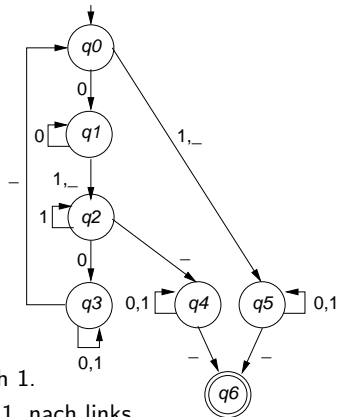 q0
0
q1
0
1,_
1,_
1
q2
_
0
_
q3
0,1
q4
q5
0,1
0,1
_
_
h 1.
q6
1, nach links